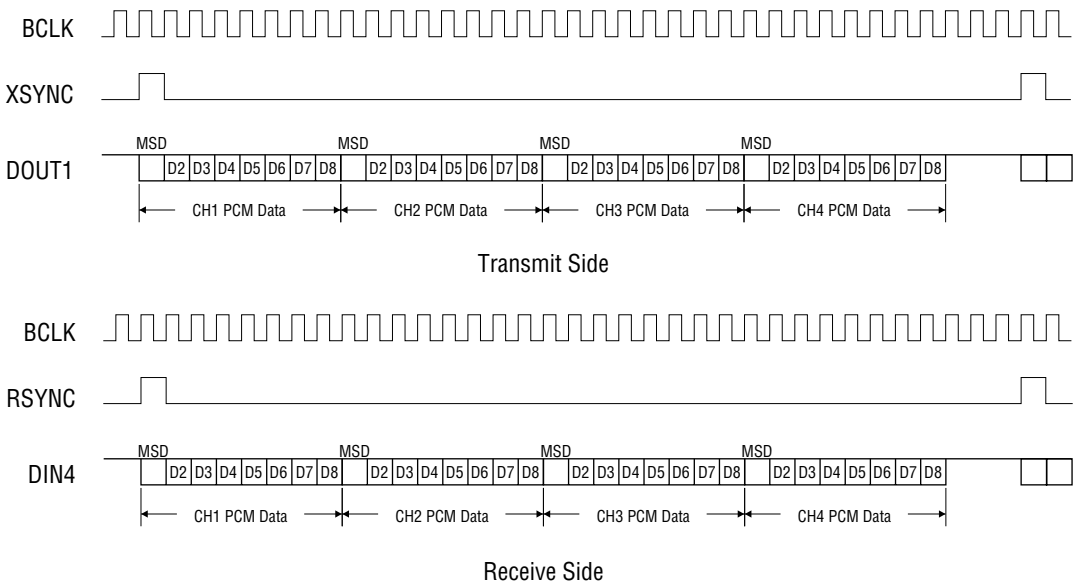 BCLK
XSYNC
MSD MSD MSD MSD
DOUT1 D2 D3 D4 D5 D6 D7 D8 D2 D3 D4 D5 D6 D7 D8 D2 D3 D4 D5 D6 D7 D8 D2 D3 D4 D5 D6 D7 D8
CH1 PCM Data CH2 PCM Data CH3 PCM Data CH4 PCM Data
Transmit Side
BCLK
RSYNC
MSD MSD MSD MSD
DIN4 D2 D3 D4 D5 D6 D7 D8 D2 D3 D4 D5 D6 D7 D8 D2 D3 D4 D5 D6 D7 D8 D2 D3 D4 D5 D6 D7 D8
CH1 PCM Data CH2 PCM Data CH3 PCM Data CH4 PCM Data
Receive Side